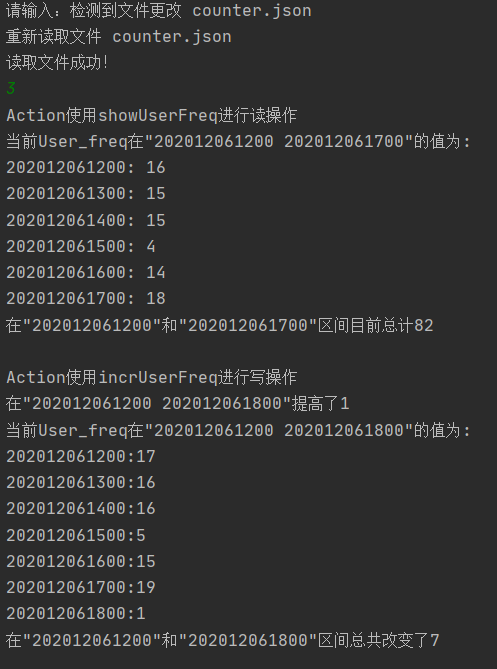 请输入：检测到文件更改 counter.json
重新读取文件 counter.json
读取文件成功!
3
Action使用showUserFreq进行读操作
当前User_freq在"202012061200 202012061700"的值为:
202012061200: 16
202012061300: 15
202012061400: 15
202012061500: 4
202012061600: 14
202012061700: 18
在"202012061200"和"202012061700"区间目前总计82
Action使用incrUserFreq进行写操作
在"202012061200 202012061800"提高了1
当前User_freq在"202012061200 202012061800"的值为:
202012061200:17
202012061300:16
202012061400:16
202012061500:5
202012061600:15
202012061700:19
202012061800:1
在"202012061200"和"202012061800"区间总共改变了7